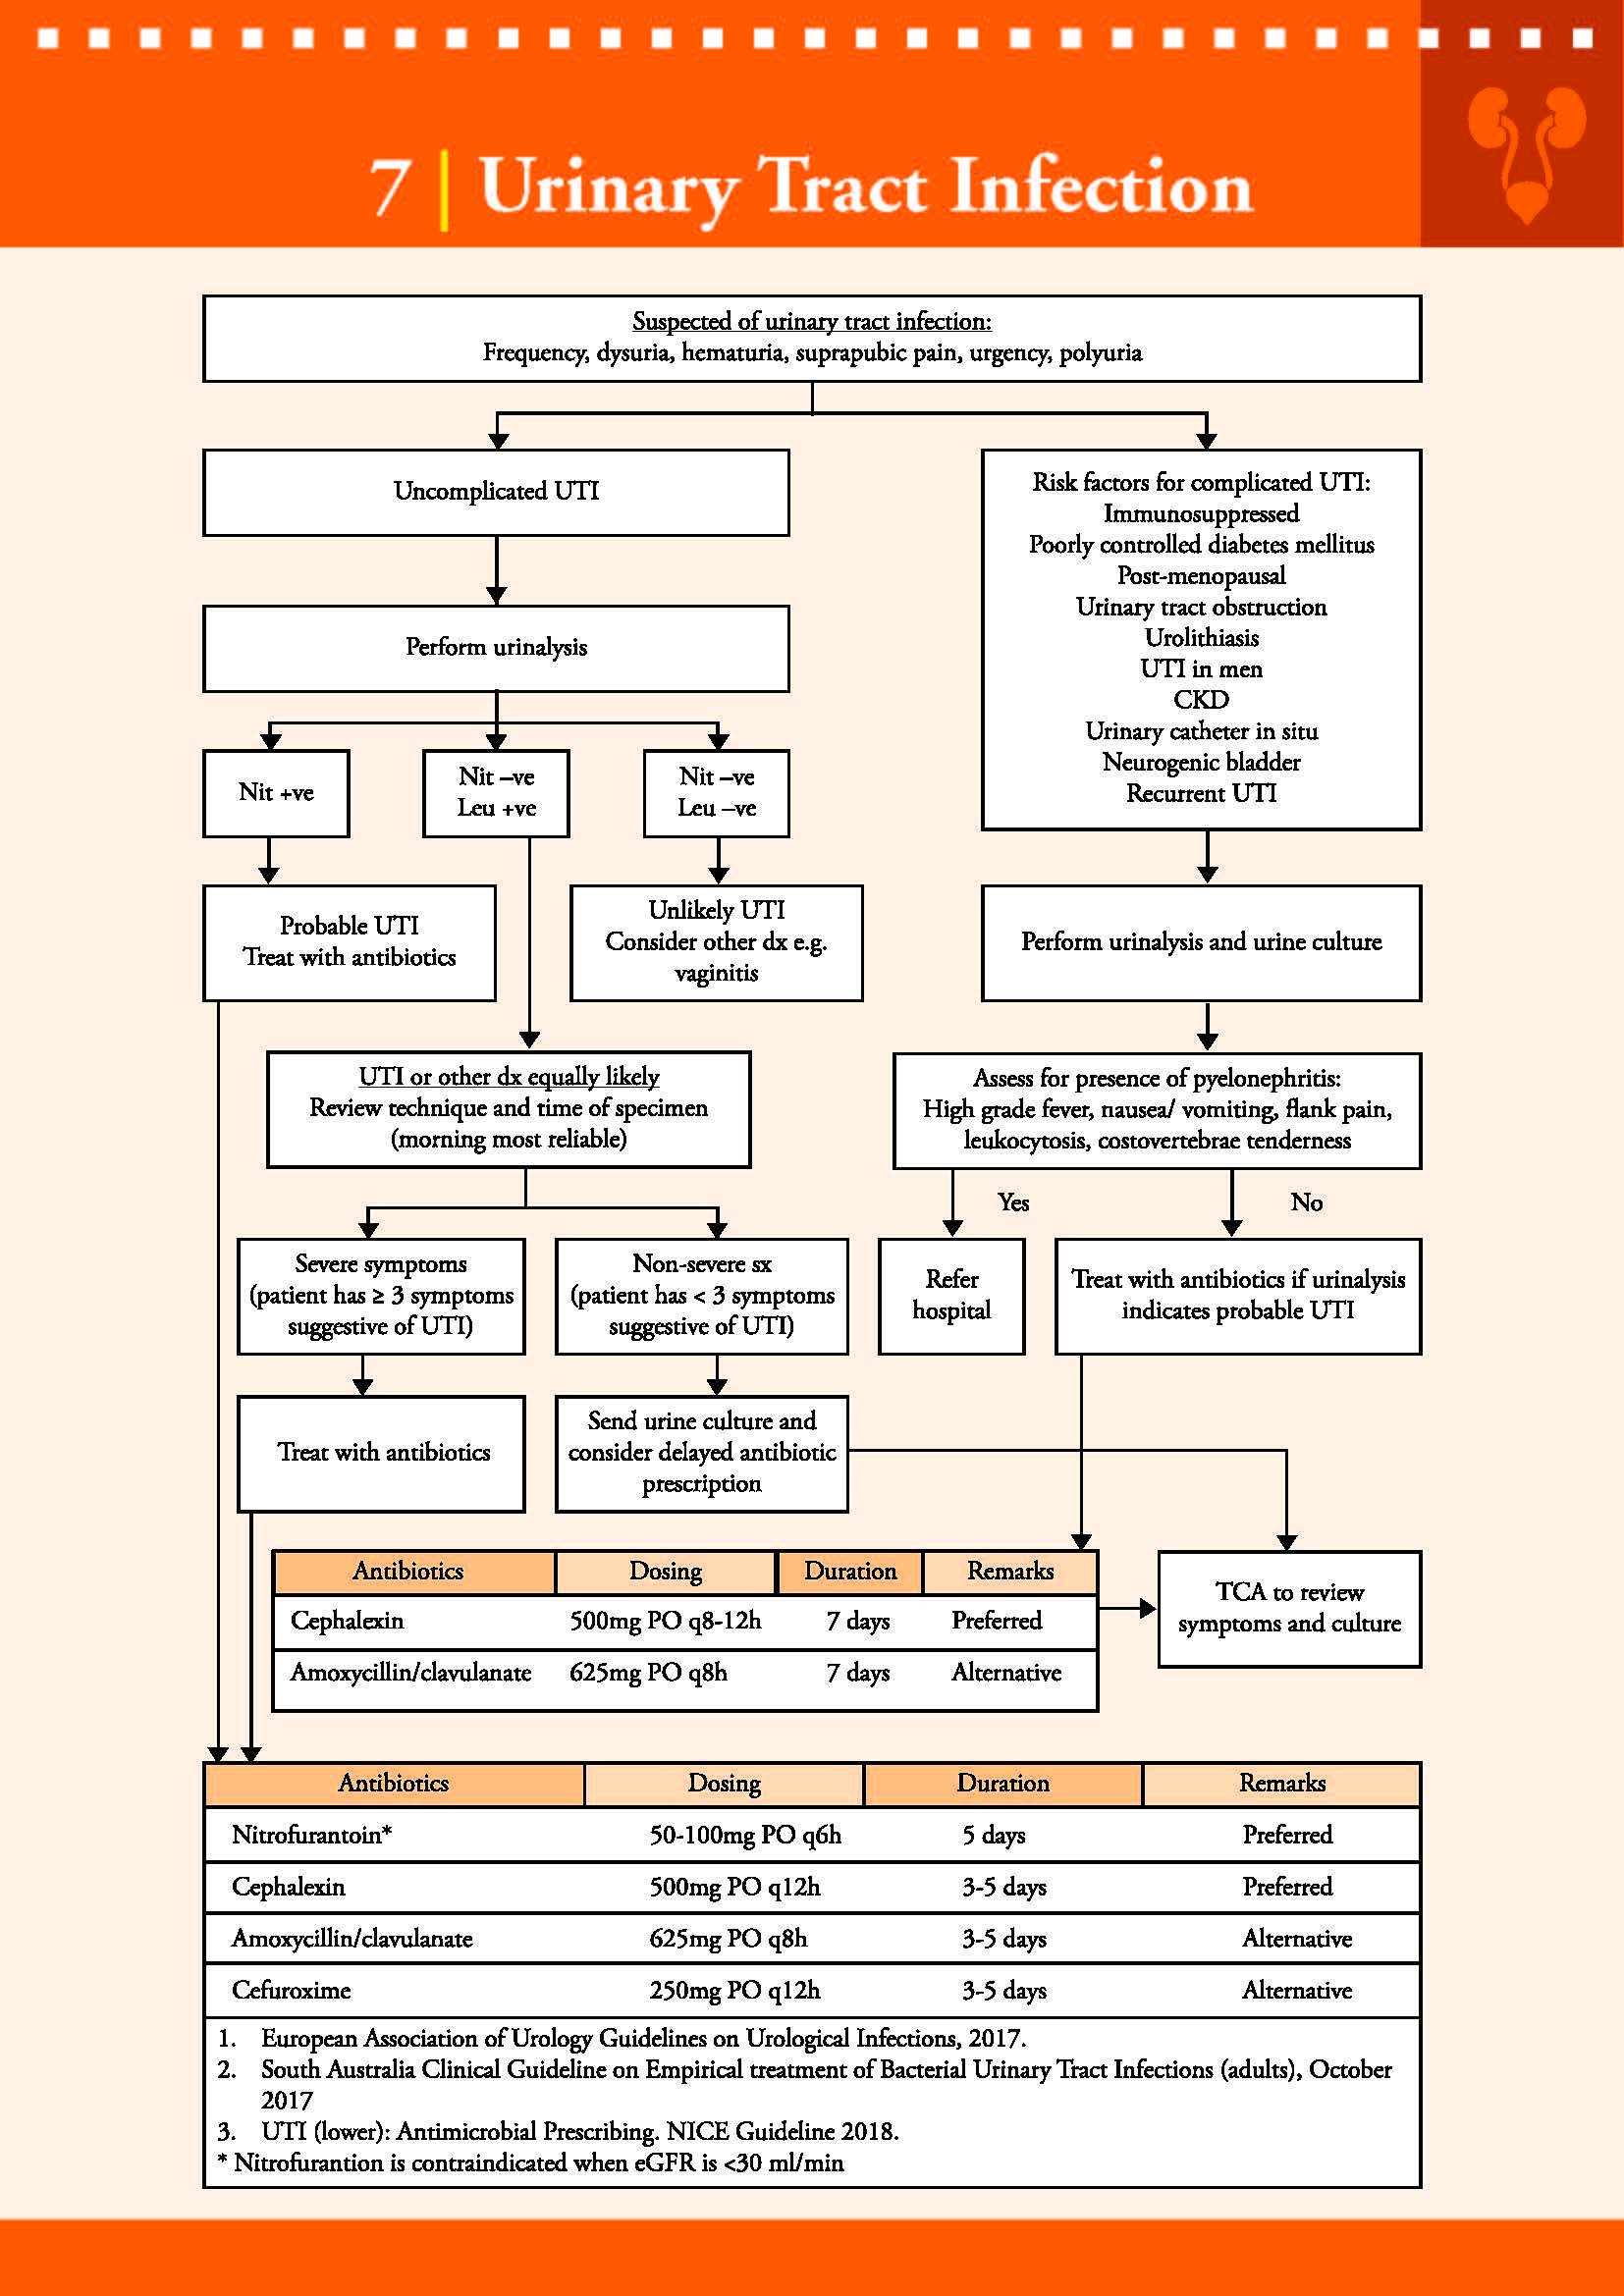 7 | Urinary Tract Infection
Suspected of urinary tract infection:
Frequency, dysuria, hematuria, suprapubic pain, urgency, polyuria
Uncomplicated UTI
Risk factors for complicated UTI:
Immunosuppressed
Poorly controlled diabetes mellitus
Post-menopausal
Urinary tract obstruction
Urolithiasis
UTI in men
CKD
Urinary catheter in situ
Neurogenic bladder
Recurrent UTI
Perform urinalysis
Nit +ve
Nit –ve
Leu +ve
Nit –ve
Leu –ve
Probable UTI
Treat with antibiotics
Unlikely UTI
Consider other dx e.g.
vaginitis
Perform urinalysis and urine culture
UTI or other dx equally likely
Review technique and time of specimen
(morning most reliable)
Assess for presence of pyelonephritis:
High grade fever, nausea/ vomiting, flank pain,
leukocytosis, costovertebrae tenderness
Yes
No
Severe symptoms
(patient has ≥ 3 symptoms
suggestive of UTI)
Non-severe sx
(patient has < 3 symptoms
suggestive of UTI)
Refer
hospital
Treat with antibiotics if urinalysis
indicates probable UTI
Treat with antibiotics
Send urine culture and
consider delayed antibiotic
prescription
Antibiotics Dosing Duration Remarks
Cephalexin 500mg PO q8-12h 7 days Preferred
Amoxycillin/clavulanate 625mg PO q8h 7 days Alternative
TCA to review
symptoms and culture
Antibiotics Dosing Duration Remarks
Nitrofurantoin* 50-100mg PO q6h 5 days Preferred
Cephalexin 500mg PO q12h 3-5 days Preferred
Amoxycillin/clavulanate 625mg PO q8h 3-5 days Alternative
Cefuroxime 250mg PO q12h 3-5 days Alternative
1. European Association of Urology Guidelines on Urological Infections, 2017.
2. South Australia Clinical Guideline on Empirical treatment of Bacterial Urinary Tract Infections (adults), October
2017
3. UTI (lower): Antimicrobial Prescribing. NICE Guideline 2018.
* Nitrofurantion is contraindicated when eGFR is <30 ml/min